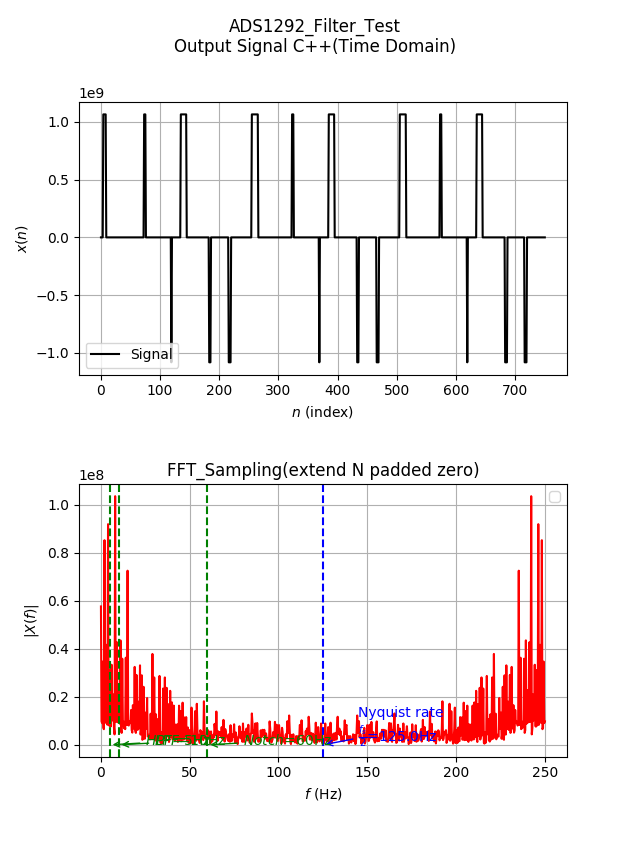 ADS1292_Filter_Test
Output Signal C++(Time Domain)
1e9
1.0
0.5
0.0
−0.5
−1.0
x(n)
Signal
0 100 200 300 400 500 600 700
n (index)
FFT_Sampling(extend N padded zero)
1e8
1.0
0.8
0.6
0.4
0.2
0.0
|X(f)|
Nyquist rate
0 50 100 150 200 250
f (Hz)